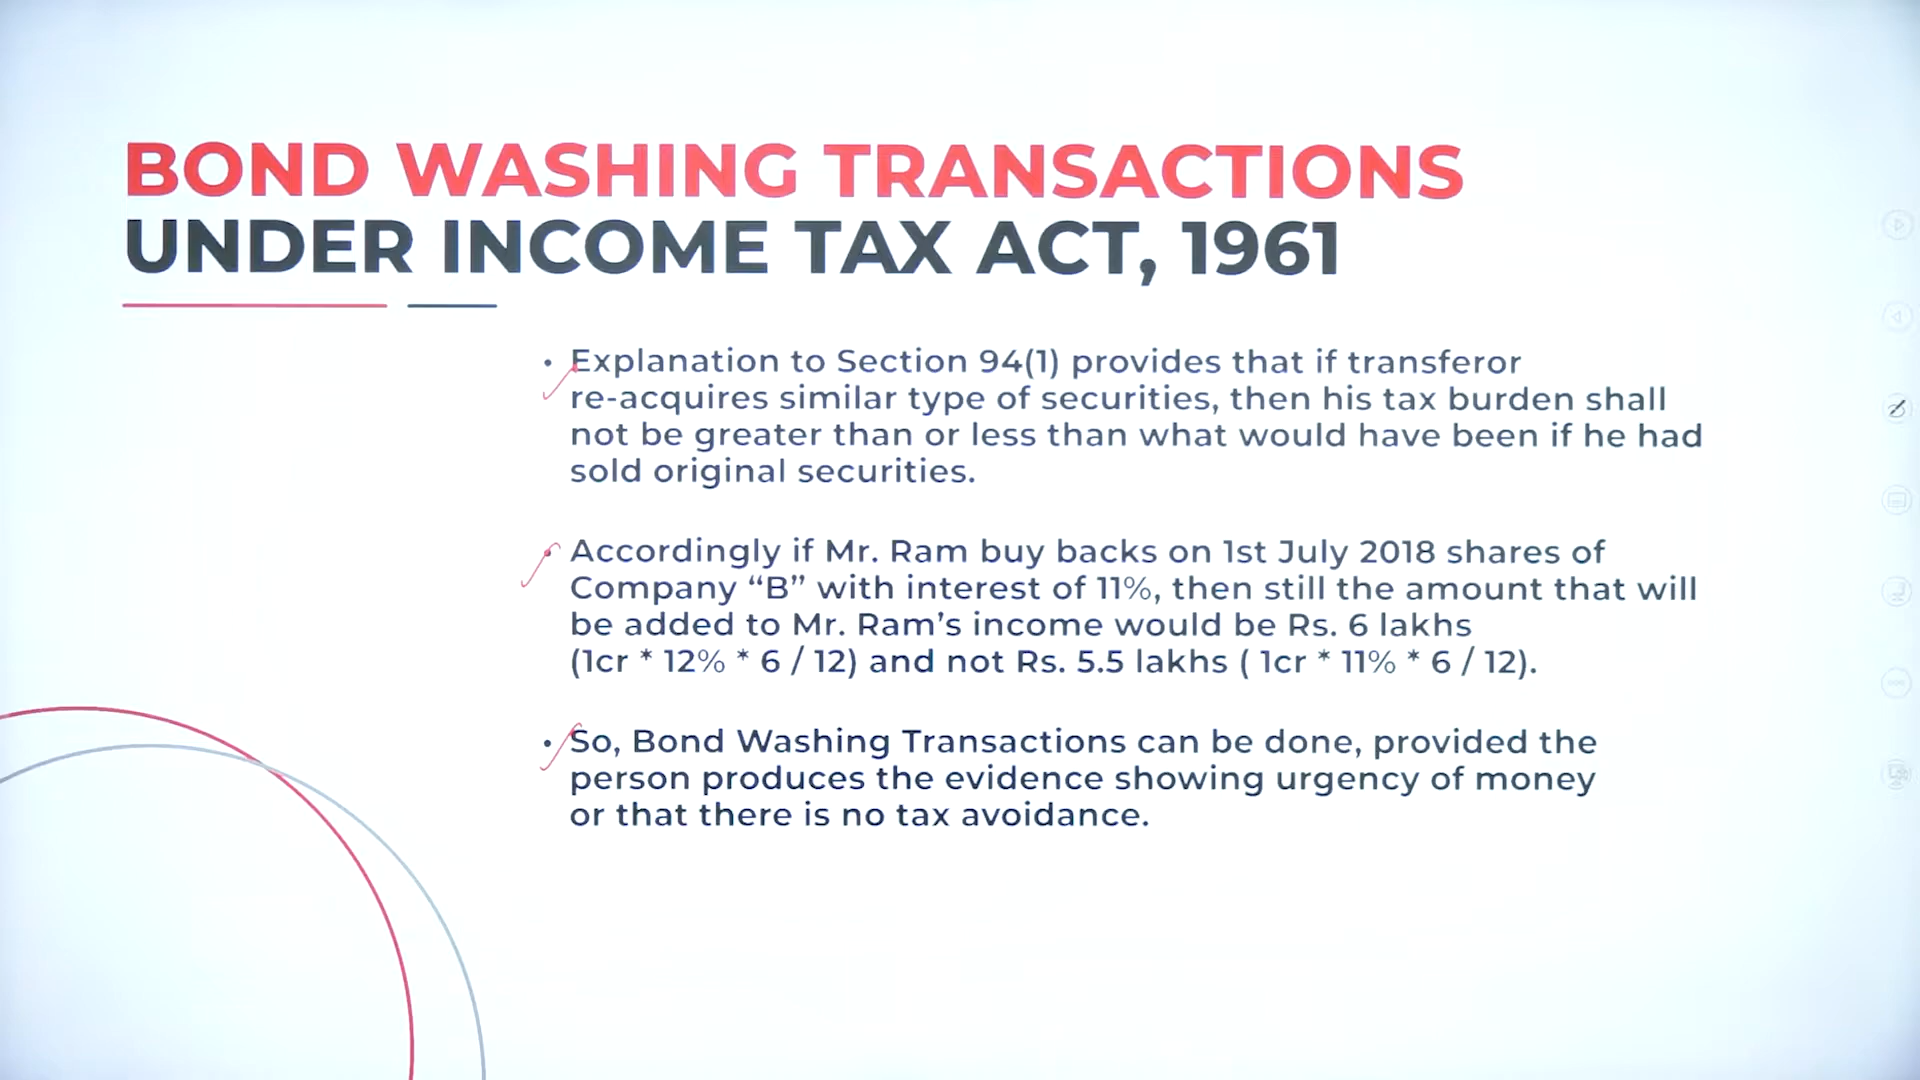 BOND WASHING TRANSACTIONS
UNDER INCOME TAX ACT, 1961
• Explanation to Section 94(1) provides that if transferor
re-acquires similar type of securities, then his tax burden shall
not be greater than or less than what would have been if he had
sold original securities.
• Accordingly if Mr. Ram buy backs on 1st July 2018 shares of
Company “B” with interest of 11%, then still the amount that will
be added to Mr. Ram’s income would be Rs. 6 lakhs
(1cr * 12% * 6 / 12) and not Rs. 5.5 lakhs ( 1cr * 11% * 6 / 12).
• So, Bond Washing Transactions can be done, provided the
person produces the evidence showing urgency of money
or that there is no tax avoidance.